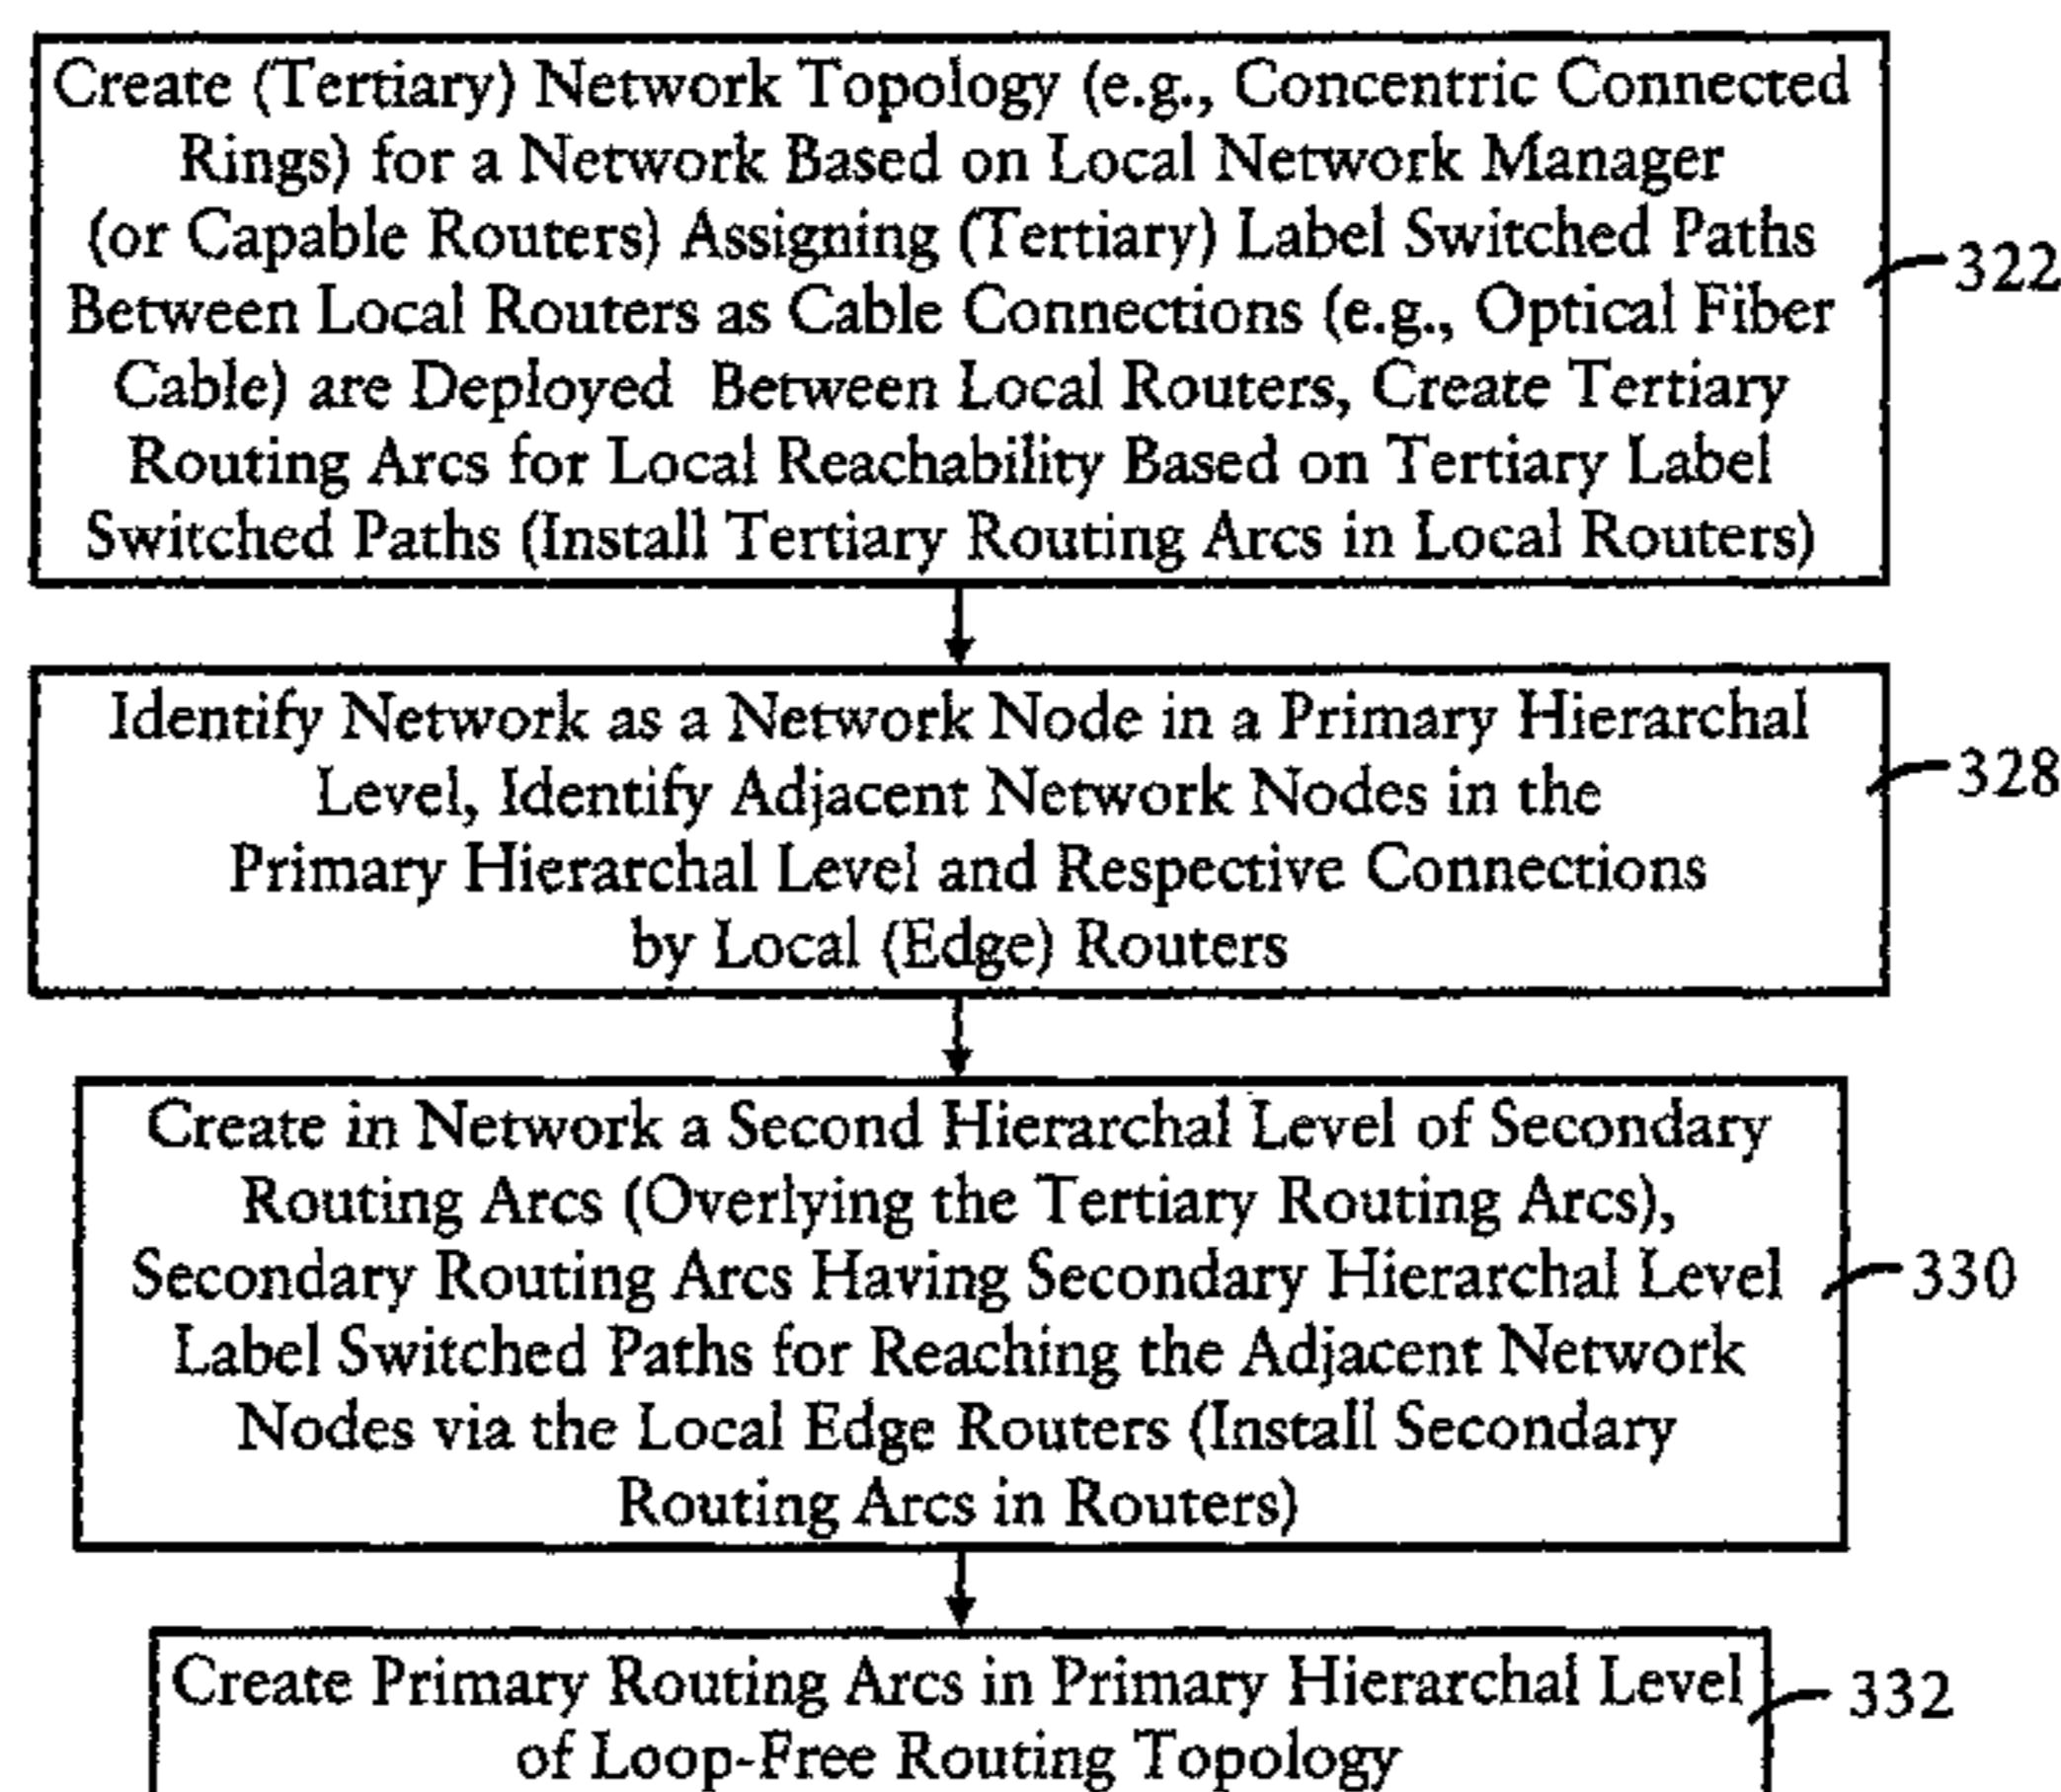 Create (Tertiary) Network Topology (e.g., Concentric Connected
Rings) for a Network Based on Local Network Manager
(or Capable Routers) Assigning (Tertiary) Label Switched Paths
Between Local Routers as Cable Connections (e.g., Optical Fiber
Cable) are Deployed Between Local Routers, Create Tertiary
Routing Arcs for Local Reachability Based on Tertiary Label
Switched Paths (Install Tertiary Routing Arcs in Local Routers)
322
Identify Network as a Network Node in a Primary Hierarchal
Level, Identify Adjacent Network Nodes in the
Primary Hierarchal Level and Respective Connections
by Local (Edge) Routers
328
Create in Network a Second Hierarchal Level of Secondary
Routing Arcs (Overlying the Tertiary Routing Arcs),
Secondary Routing Arcs Having Secondary Hierarchal Level
Label Switched Paths for Reaching the Adjacent Network
Nodes via the Local Edge Routers (Install Secondary
Routing Arcs in Routers)
330
Create Primary Routing Arcs in Primary Hierarchal Level
of Loop-Free Routing Topology
332